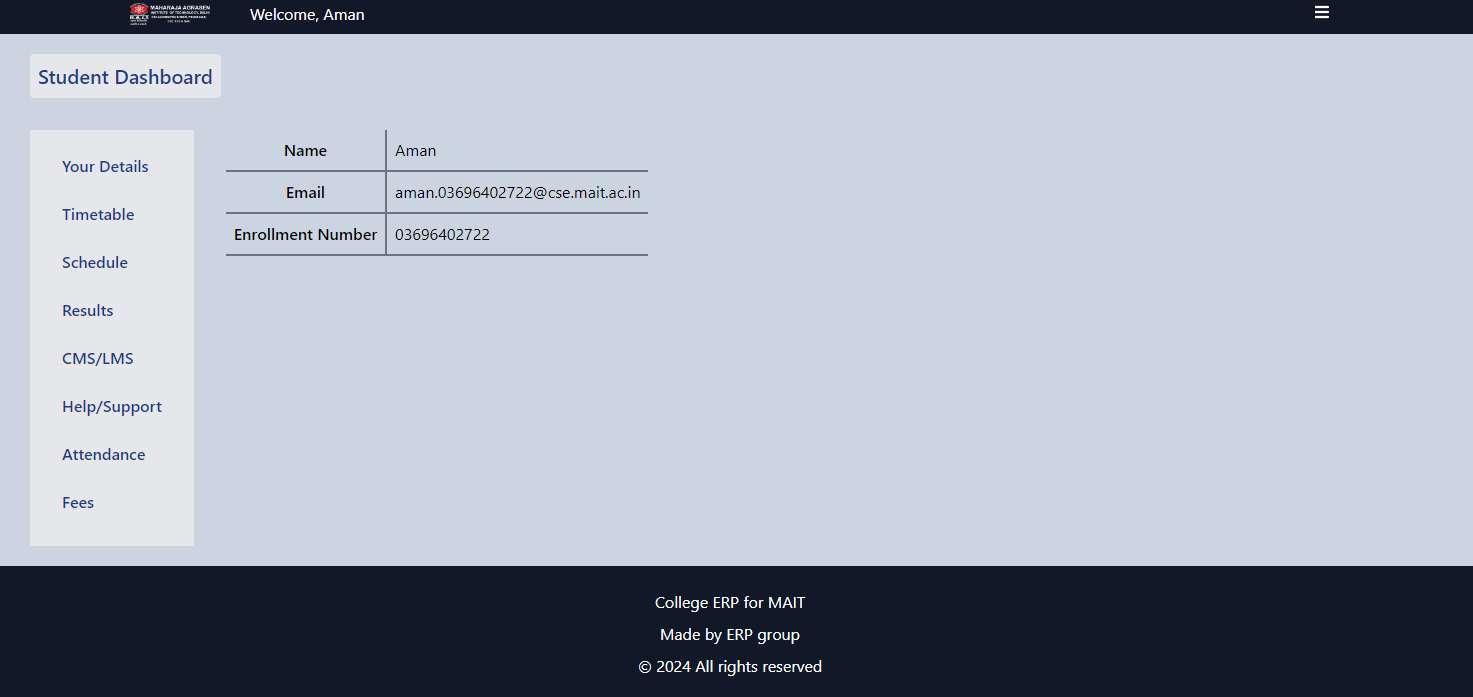 MAHARAJA AGRASEN
INSTITUTE OF TECHNOLOGY, DELHI
Welcome, Aman
Student Dashboard
Your Details
Timetable
Schedule
Results
CMS/LMS
Help/Support
Attendance
Fees
Name Aman
Email aman.03696402722@cse.mait.ac.in
Enrollment Number 03696402722
College ERP for MAIT
Made by ERP group
© 2024 All rights reserved